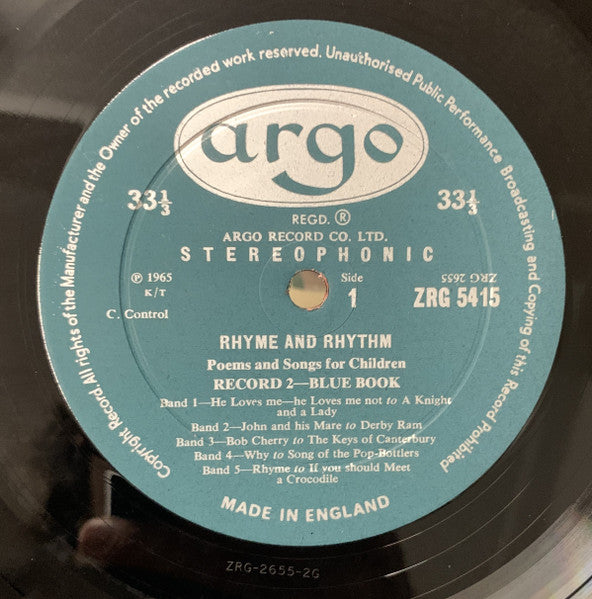 Copyright Record. All rights of the Manufacturer and the Owner of the recorded work reserved. Unauthorised Public Performance Broadcasting and Copying of this Record Prohibited
argo
33⅓
33⅓
REGD. ®
ARGO RECORD CO. LTD.
STEREOPHONIC
℗ 1965
K/T
C. Control
Side
1
ZRG 2655
ZRG 5415
RHYME AND RHYTHM
Poems and Songs for Children
RECORD 2—BLUE BOOK
Band 1—He Loves me—he Loves me not to A Knight
and a Lady
Band 2—John and his Mare to Derby Ram
Band 3—Bob Cherry to The Keys of Canterbury
Band 4—Why to Song of the Pop-Bottlers
Band 5—Rhyme to If you should Meet
a Crocodile
MADE IN ENGLAND
ZRG-2655-2G